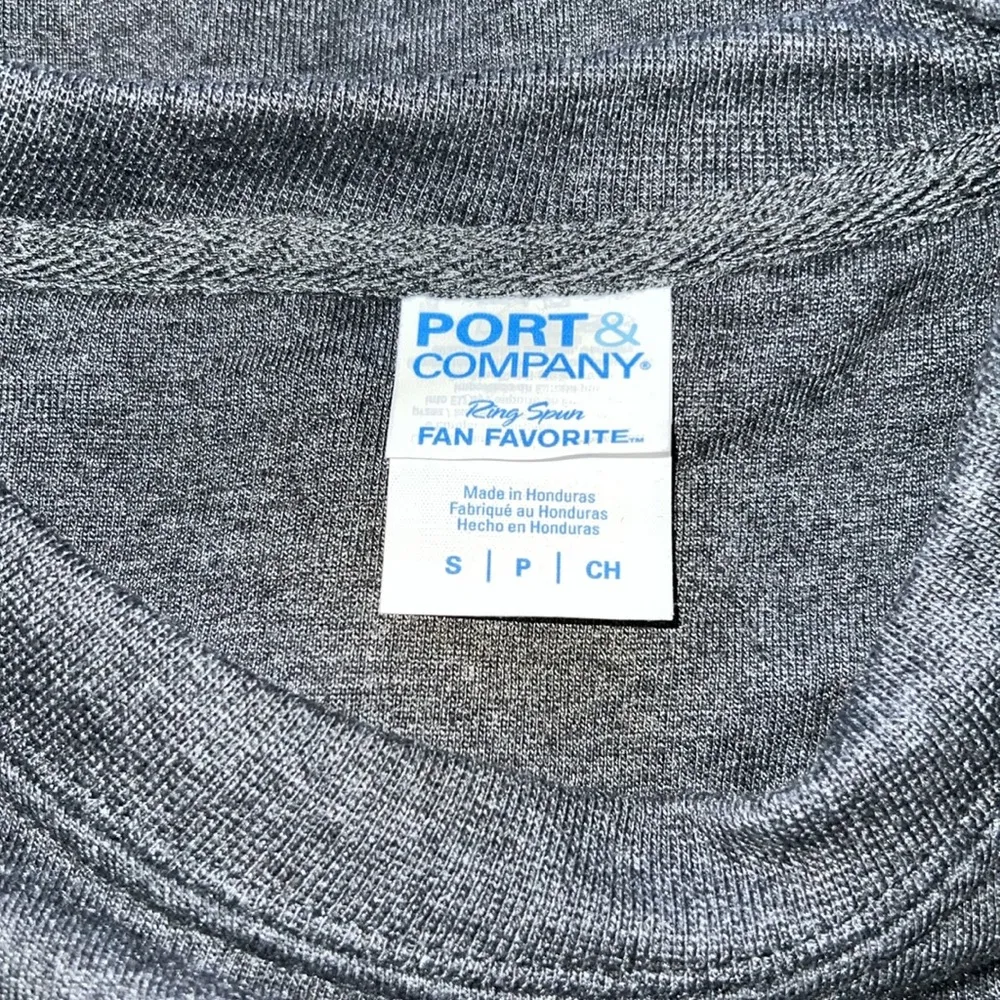 PORT &
COMPANY®
Ring Spun
FAN FAVORITE™
Made in Honduras
Fabriqué au Honduras
Hecho en Honduras
S | P | CH